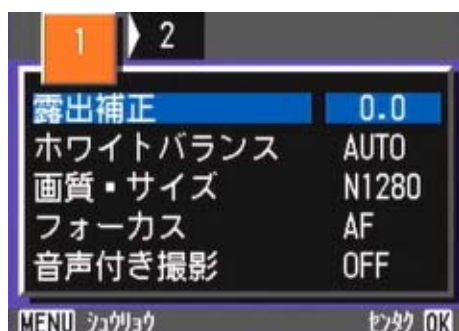 1 2
露出補正 0.0
ホワイトバランス AUTO
画質・サイズ N1280
フォーカス AF
音声付き撮影 OFF
MENU ｼｭｳﾘｮｳ ｾﾝﾀｸ OK